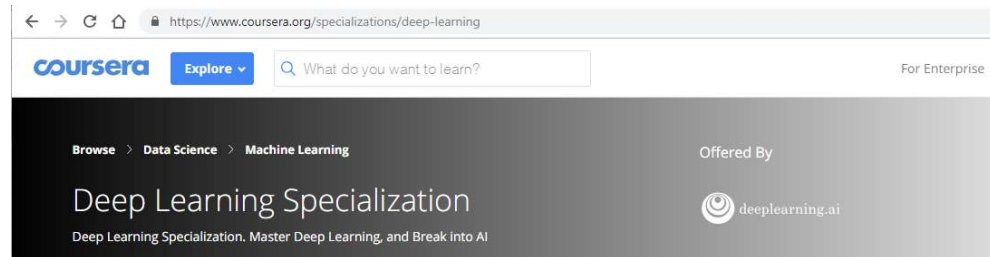 https://www.coursera.org/specializations/deep-learning
coursera
Explore
What do you want to learn?
For Enterprise
Browse > Data Science > Machine Learning
Offered By
Deep Learning Specialization
deeplearning.ai
Deep Learning Specialization. Master Deep Learning, and Break into AI